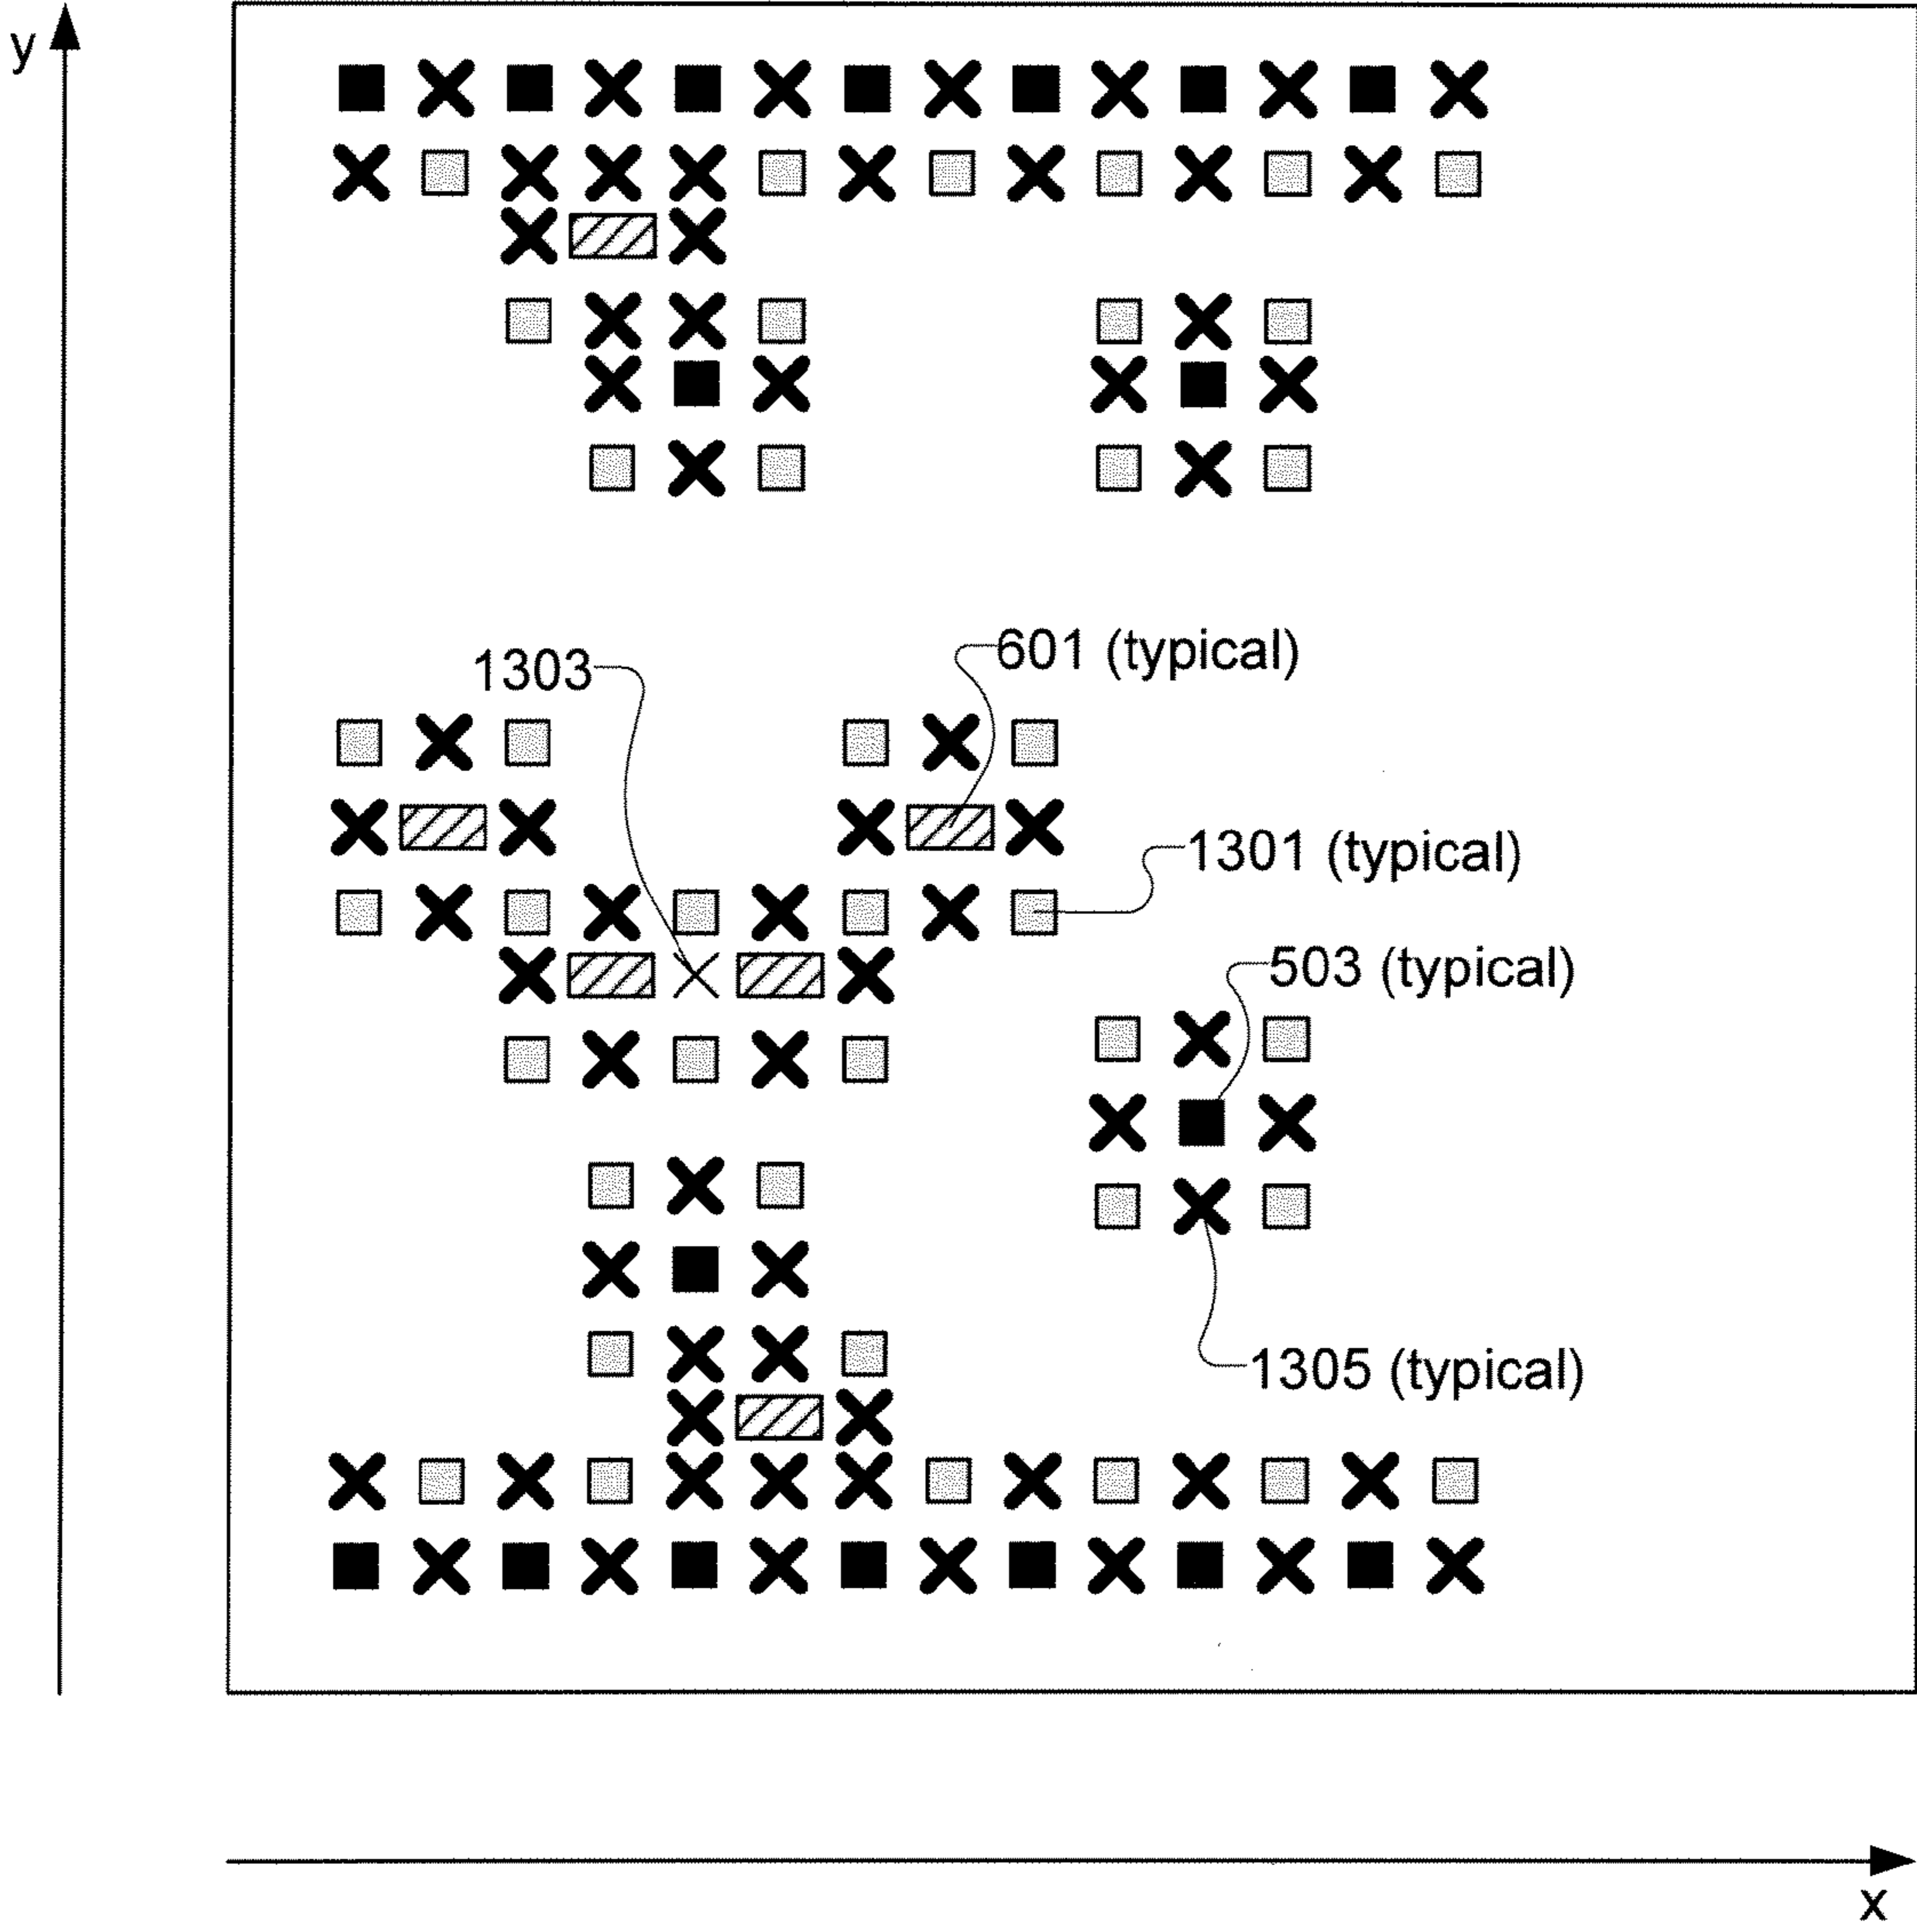 y
601 (typical)
1303
1301 (typical)
503 (typical)
1305 (typical)
x